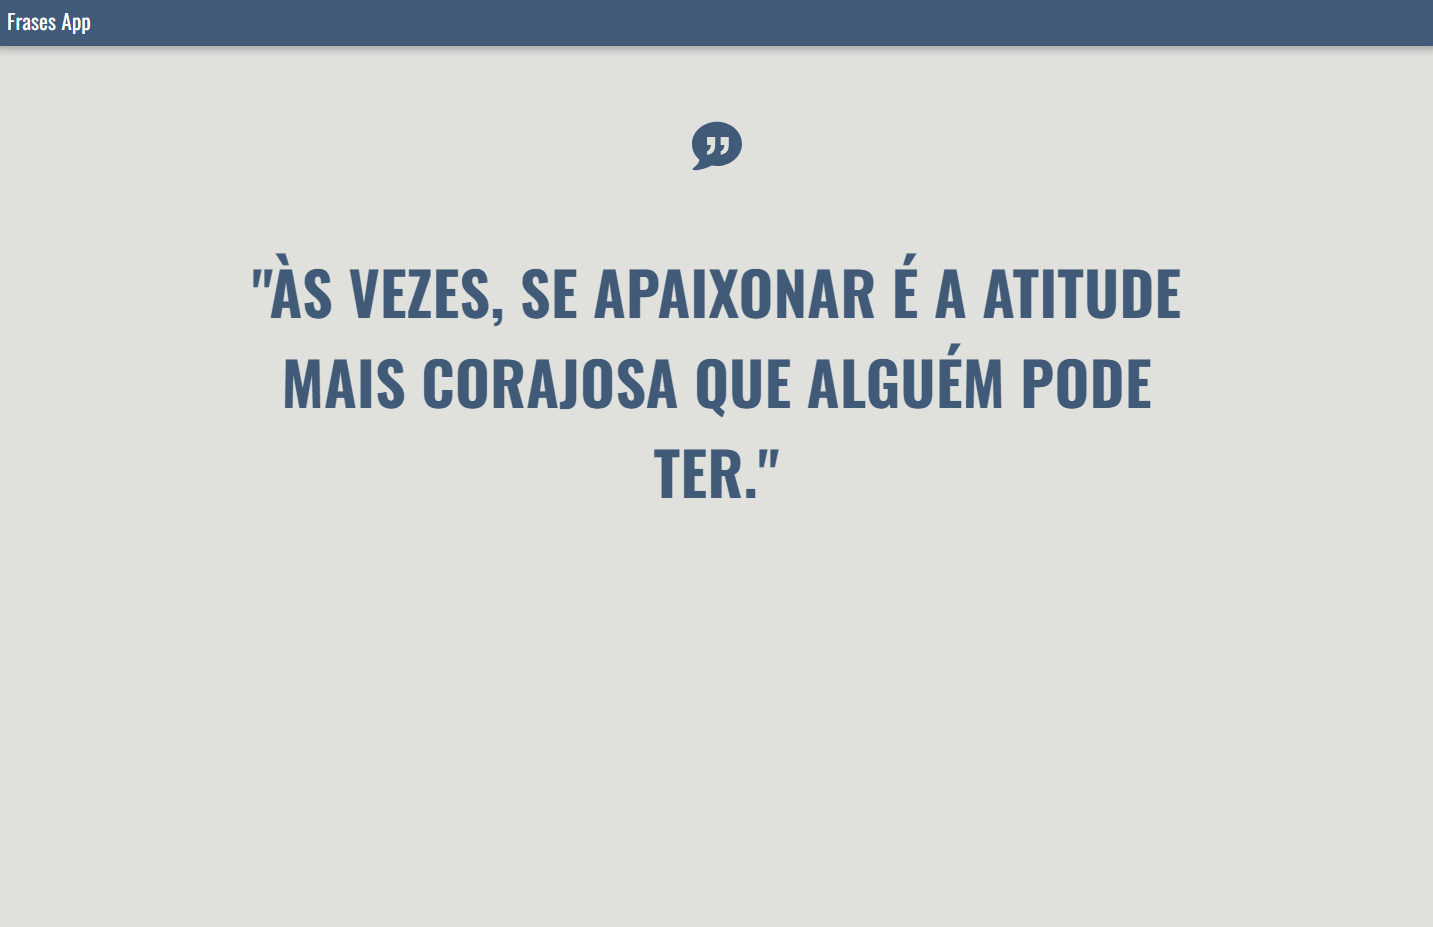 Frases App
"ÀS VEZES, SE APAIXONAR É A ATITUDE
MAIS CORAJOSA QUE ALGUÉM PODE
TER."